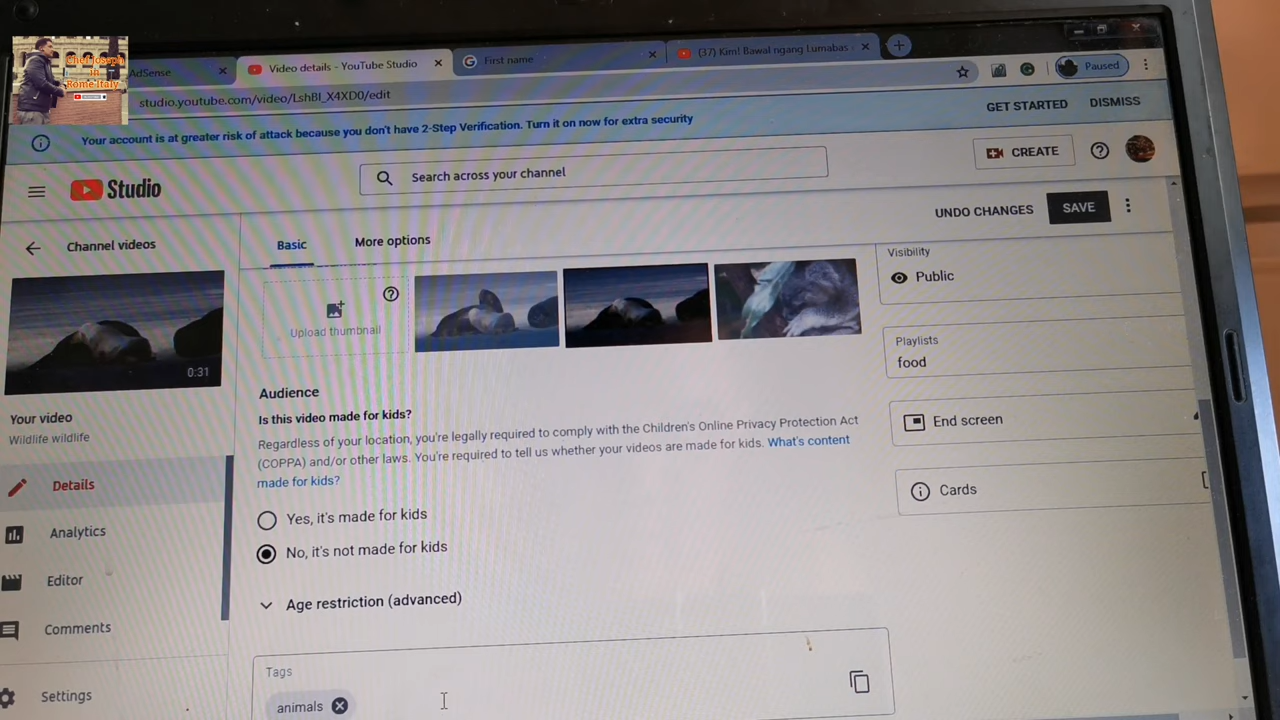 Chef Joseph
in
Rome Italy
AdSense
Video details - YouTube Studio
First name
(37) Kim! Bawal ngang Lumabas
studio.youtube.com/video/LshBI_X4XD0/edit
Paused
Your account is at greater risk of attack because you don't have 2-Step Verification. Turn it on now for extra security
GET STARTED
DISMISS
Studio
Search across your channel
CREATE
UNDO CHANGES
SAVE
Channel videos
Basic
More options
Upload thumbnail
0:31
Your video
Wildlife wildlife
Details
Analytics
Editor
Comments
Settings
Audience
Is this video made for kids?
Regardless of your location, you're legally required to comply with the Children's Online Privacy Protection Act
(COPPA) and/or other laws. You're required to tell us whether your videos are made for kids. What's content
made for kids?
Yes, it's made for kids
No, it's not made for kids
Age restriction (advanced)
Tags
animals
Visibility
Public
Playlists
food
End screen
Cards